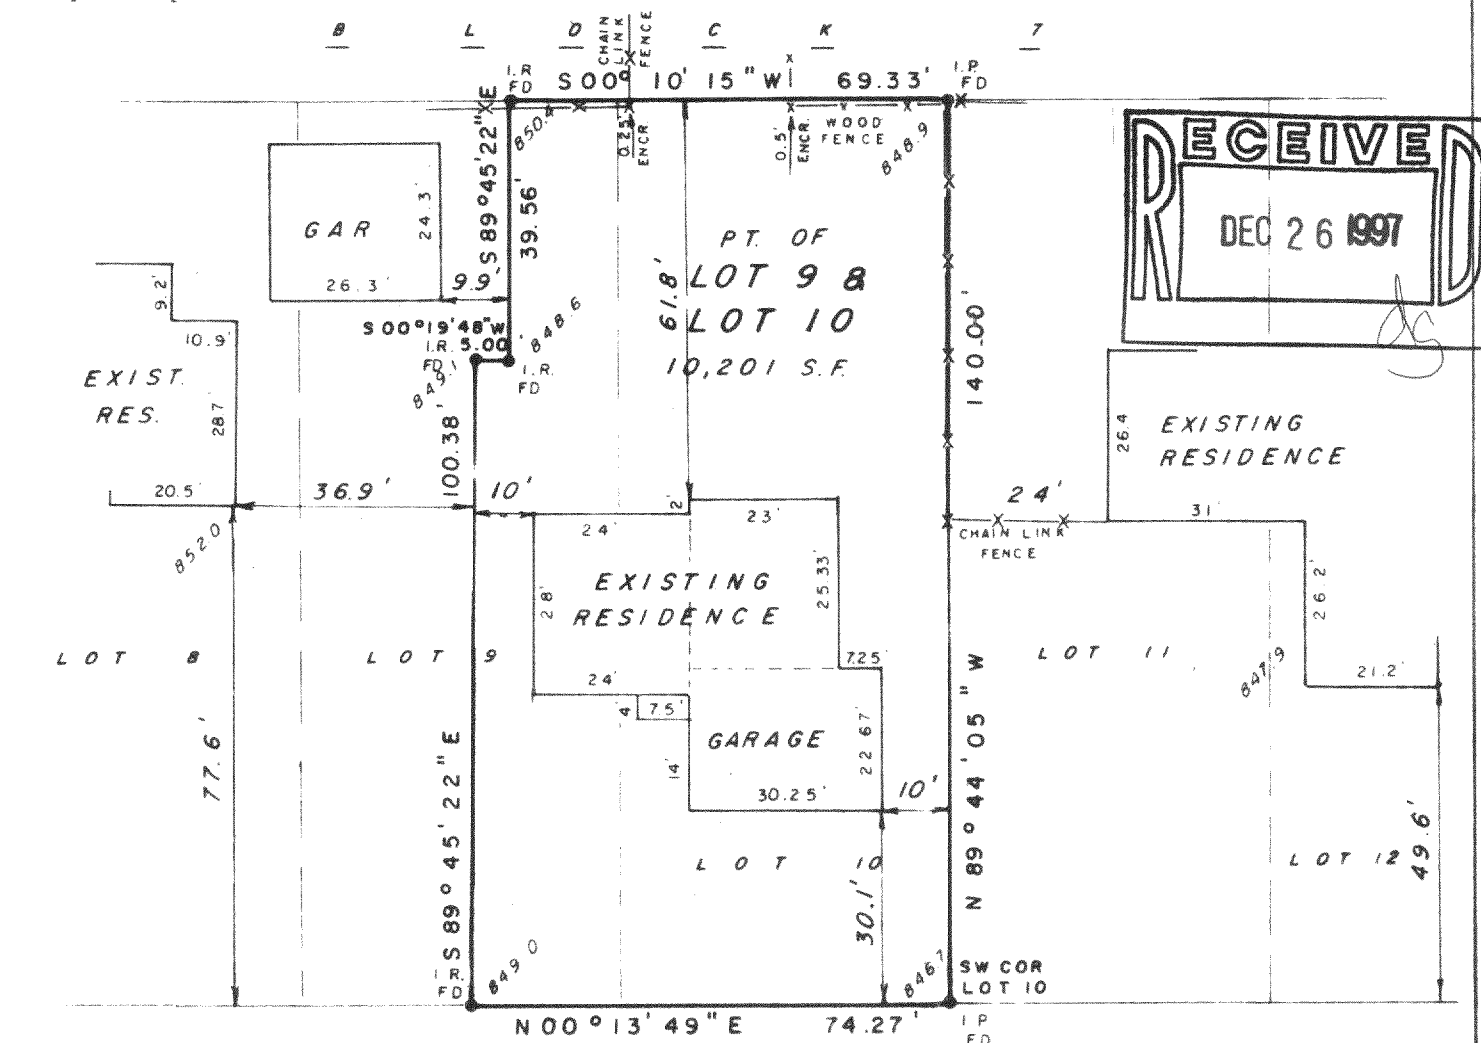 B L O C K 7
CHAIN LINK FENCE
I.R. FD
S 00° 10' 15" W 69.33'
I.P. FD
850.4
0.25' ENCR.
0.5' ENCR.
WOOD FENCE
848.9
RECEIVED
DEC 26 1997
S 89°45'22" E
39.56'
GAR
24.3'
26.3'
9.9'
PT. OF
LOT 9 &
LOT 10
10,201 S.F.
61.8'
140.00'
9.2'
10.9'
S 00°19'48" W
5.00'
I.R. FD
849.1
848.6
I.R. FD
EXIST.
RES.
28.7'
20.5'
36.9'
100.38'
10'
24'
2'
23'
24'
CHAIN LINK
FENCE
EXISTING
RESIDENCE
26.4
31'
26.2'
21.2'
852.0
28'
EXISTING
RESIDENCE
25.33'
7.25'
24'
4'
7.5'
GARAGE
14'
22.67'
30.25'
10'
LOT 8
LOT 9
LOT 11
847.9
77.6'
S 89°45'22" E
LOT 10
30.1'
N 89°44'05" W
LOT 12
49.6'
I.R. FD
849.0
846.7
SW COR
LOT 10
N 00°13'49" E 74.27'
I P
FD